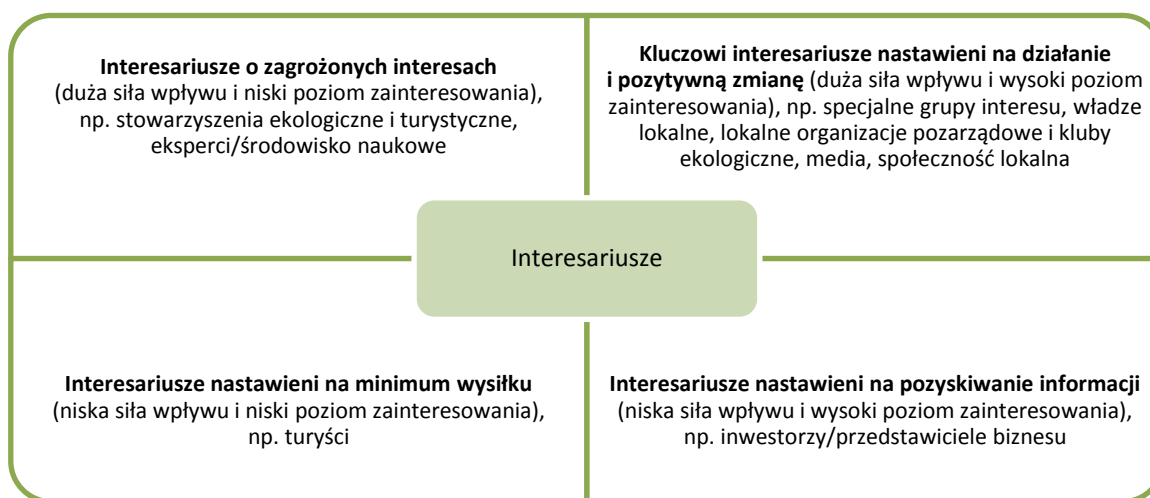 Interesariusze o zagrożonych interesach
(duża siła wpływu i niski poziom zainteresowania),
np. stowarzyszenia ekologiczne i turystyczne,
eksperci/środowisko naukowe
Kluczowi interesariusze nastawieni na działanie
i pozytywną zmianę (duża siła wpływu i wysoki poziom
zainteresowania), np. specjalne grupy interesu, władze
lokalne, lokalne organizacje pozarządowe i kluby
ekologiczne, media, społeczność lokalna
Interesariusze
Interesariusze nastawieni na minimum wysiłku
(niska siła wpływu i niski poziom zainteresowania),
np. turyści
Interesariusze nastawieni na pozyskiwanie informacji
(niska siła wpływu i wysoki poziom zainteresowania),
np. inwestorzy/przedstawiciele biznesu